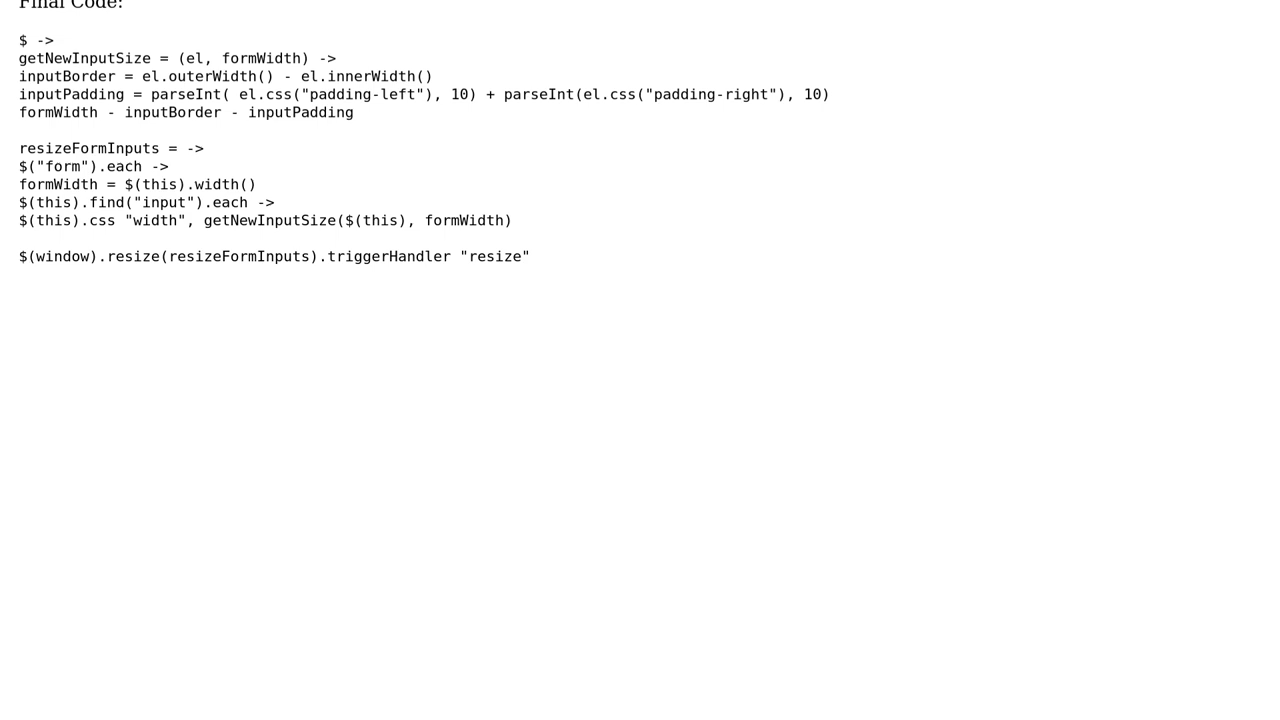 Final Code:
$ ->
getNewInputSize = (el, formWidth) ->
inputBorder = el.outerWidth() - el.innerWidth()
inputPadding = parseInt( el.css("padding-left"), 10) + parseInt(el.css("padding-right"), 10)
formWidth - inputBorder - inputPadding
resizeFormInputs = ->
$("form").each ->
formWidth = $(this).width()
$(this).find("input").each ->
$(this).css "width", getNewInputSize($(this), formWidth)
$(window).resize(resizeFormInputs).triggerHandler "resize"